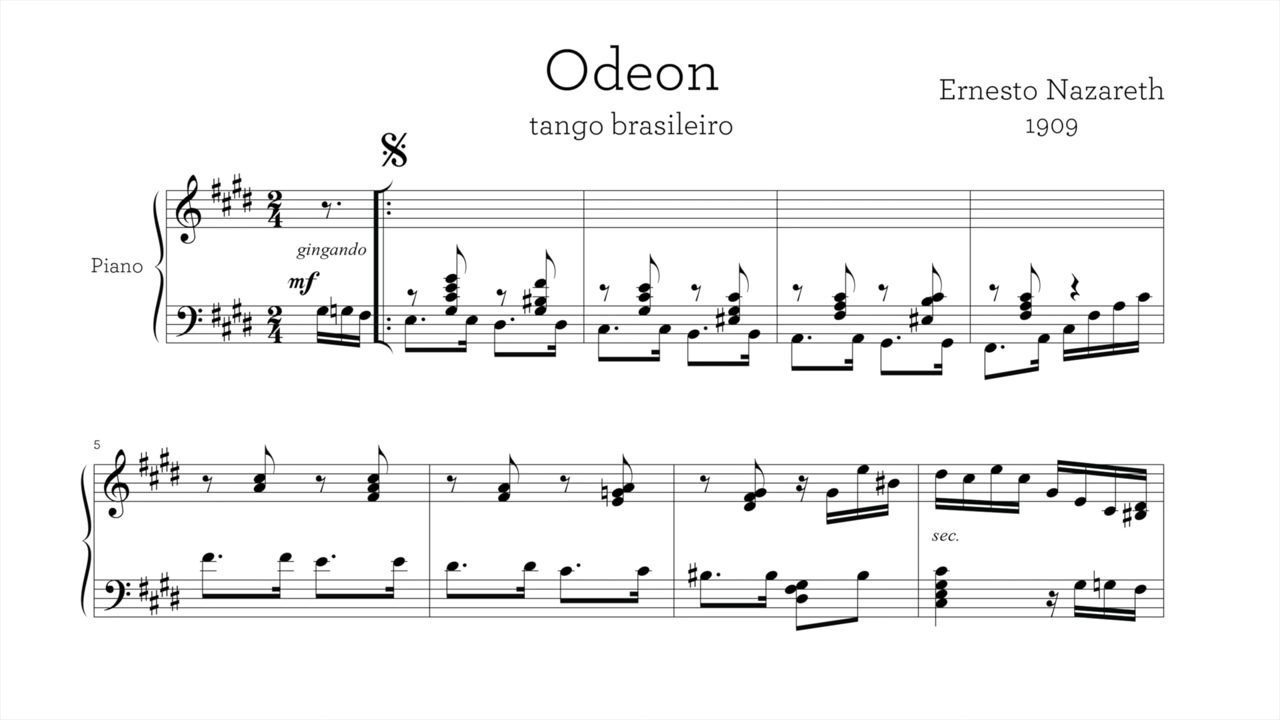 Odeon
tango brasileiro
Ernesto Nazareth
1909
gingando
Piano
mf
5
sec.